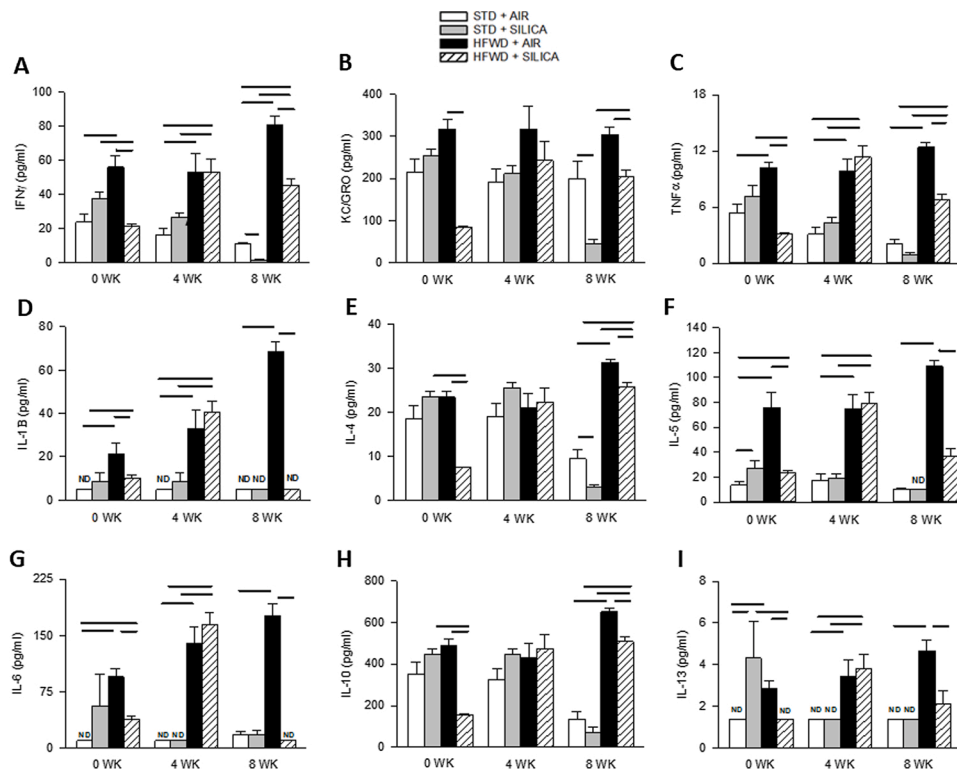 STD + AIR
STD + SILICA
HFWD + AIR
HFWD + SILICA
A
100
80
60
40
20
0
IFNγ (pg/ml)
0 WK 4 WK 8 WK
B
400
300
200
100
0
KC/GRO (pg/ml)
0 WK 4 WK 8 WK
C
18
12
6
0
TNFα (pg/ml)
0 WK 4 WK 8 WK
D
80
60
40
20
0
IL-1B (pg/ml)
ND ND ND ND ND ND
0 WK 4 WK 8 WK
E
40
30
20
10
0
IL-4 (pg/ml)
0 WK 4 WK 8 WK
F
140
120
100
80
60
40
20
0
IL-5 (pg/ml)
ND
0 WK 4 WK 8 WK
G
225
150
75
0
IL-6 (pg/ml)
ND ND ND ND
0 WK 4 WK 8 WK
H
800
600
400
200
0
IL-10 (pg/ml)
0 WK 4 WK 8 WK
I
6
4
2
0
IL-13 (pg/ml)
ND ND ND ND ND ND
0 WK 4 WK 8 WK